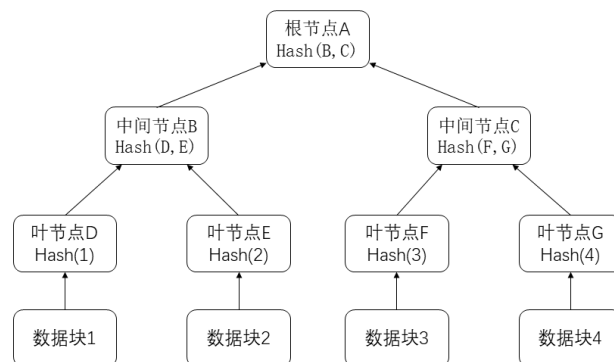 根节点A
Hash(B,C)
中间节点B
Hash(D,E)
中间节点C
Hash(F,G)
叶节点D
Hash(1)
叶节点E
Hash(2)
叶节点F
Hash(3)
叶节点G
Hash(4)
数据块1
数据块2
数据块3
数据块4